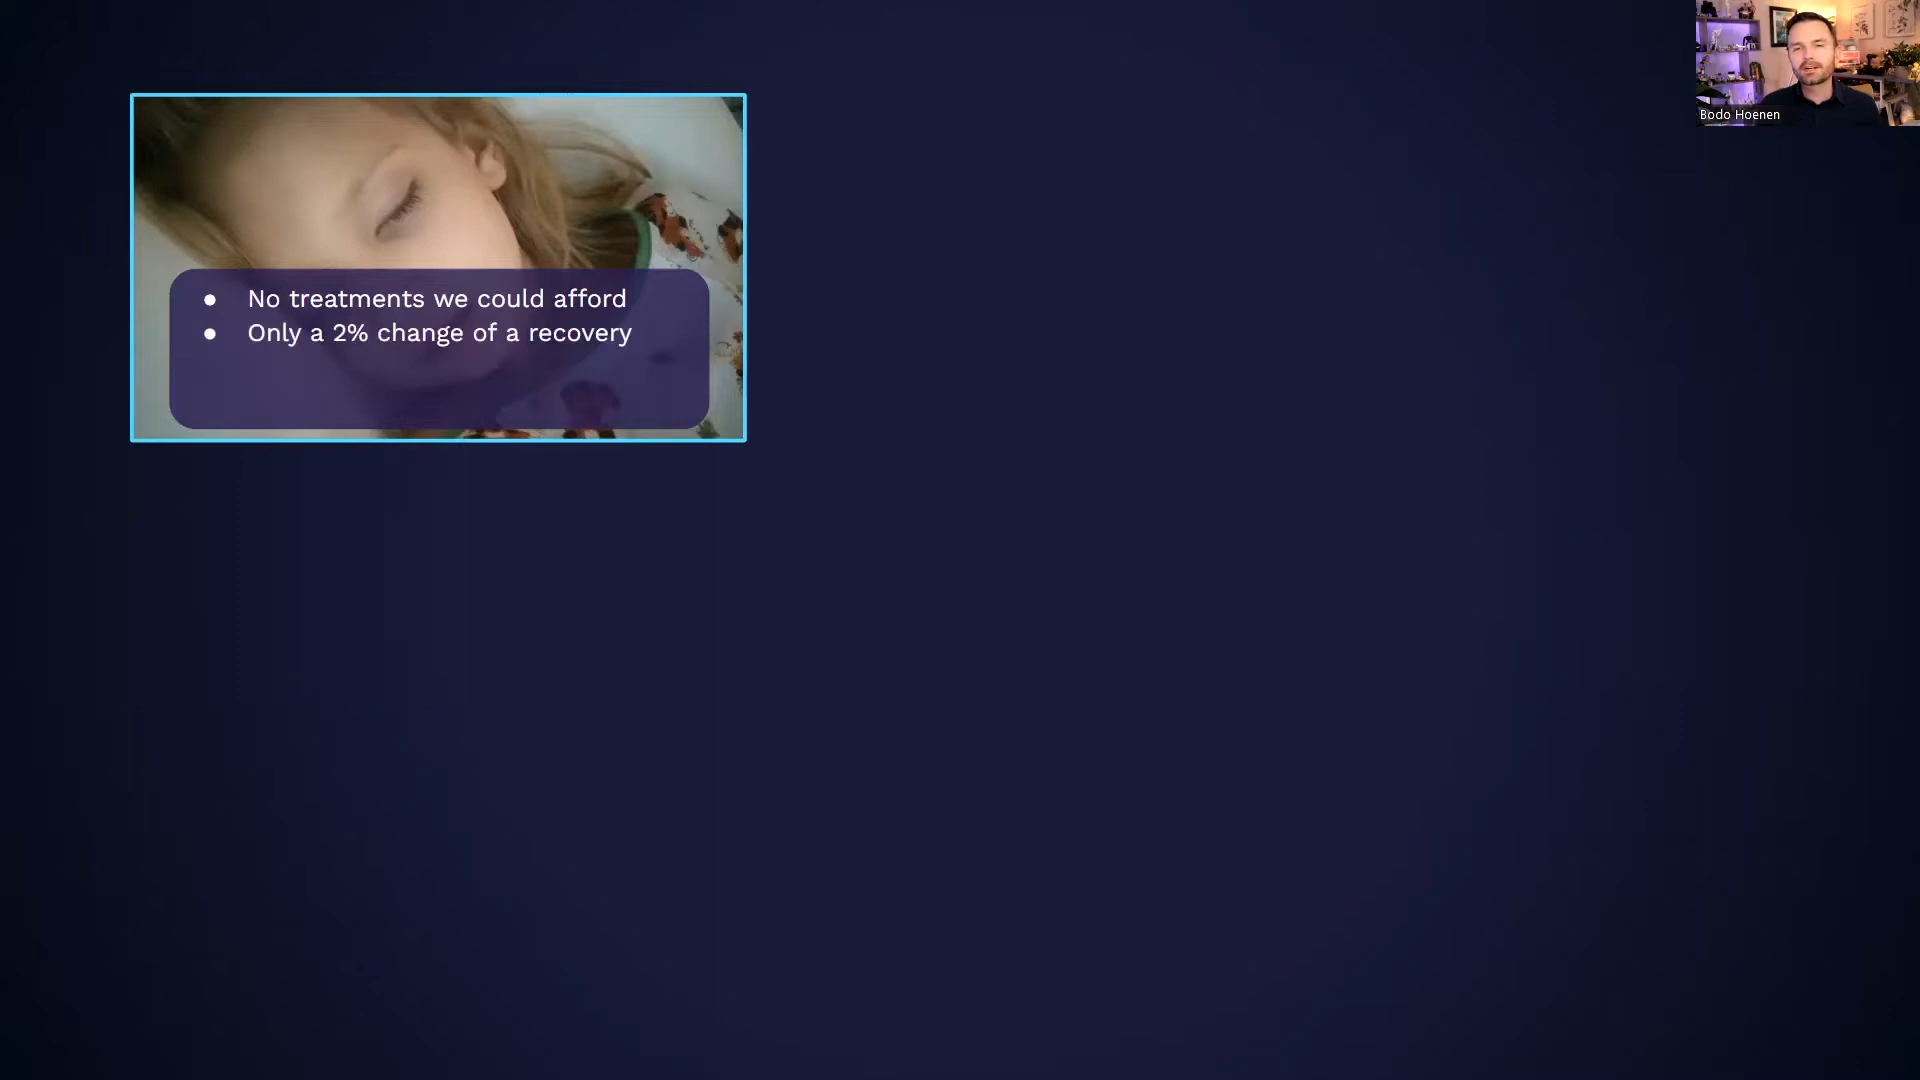 Bodo Hoenen
● No treatments we could afford
● Only a 2% change of a recovery